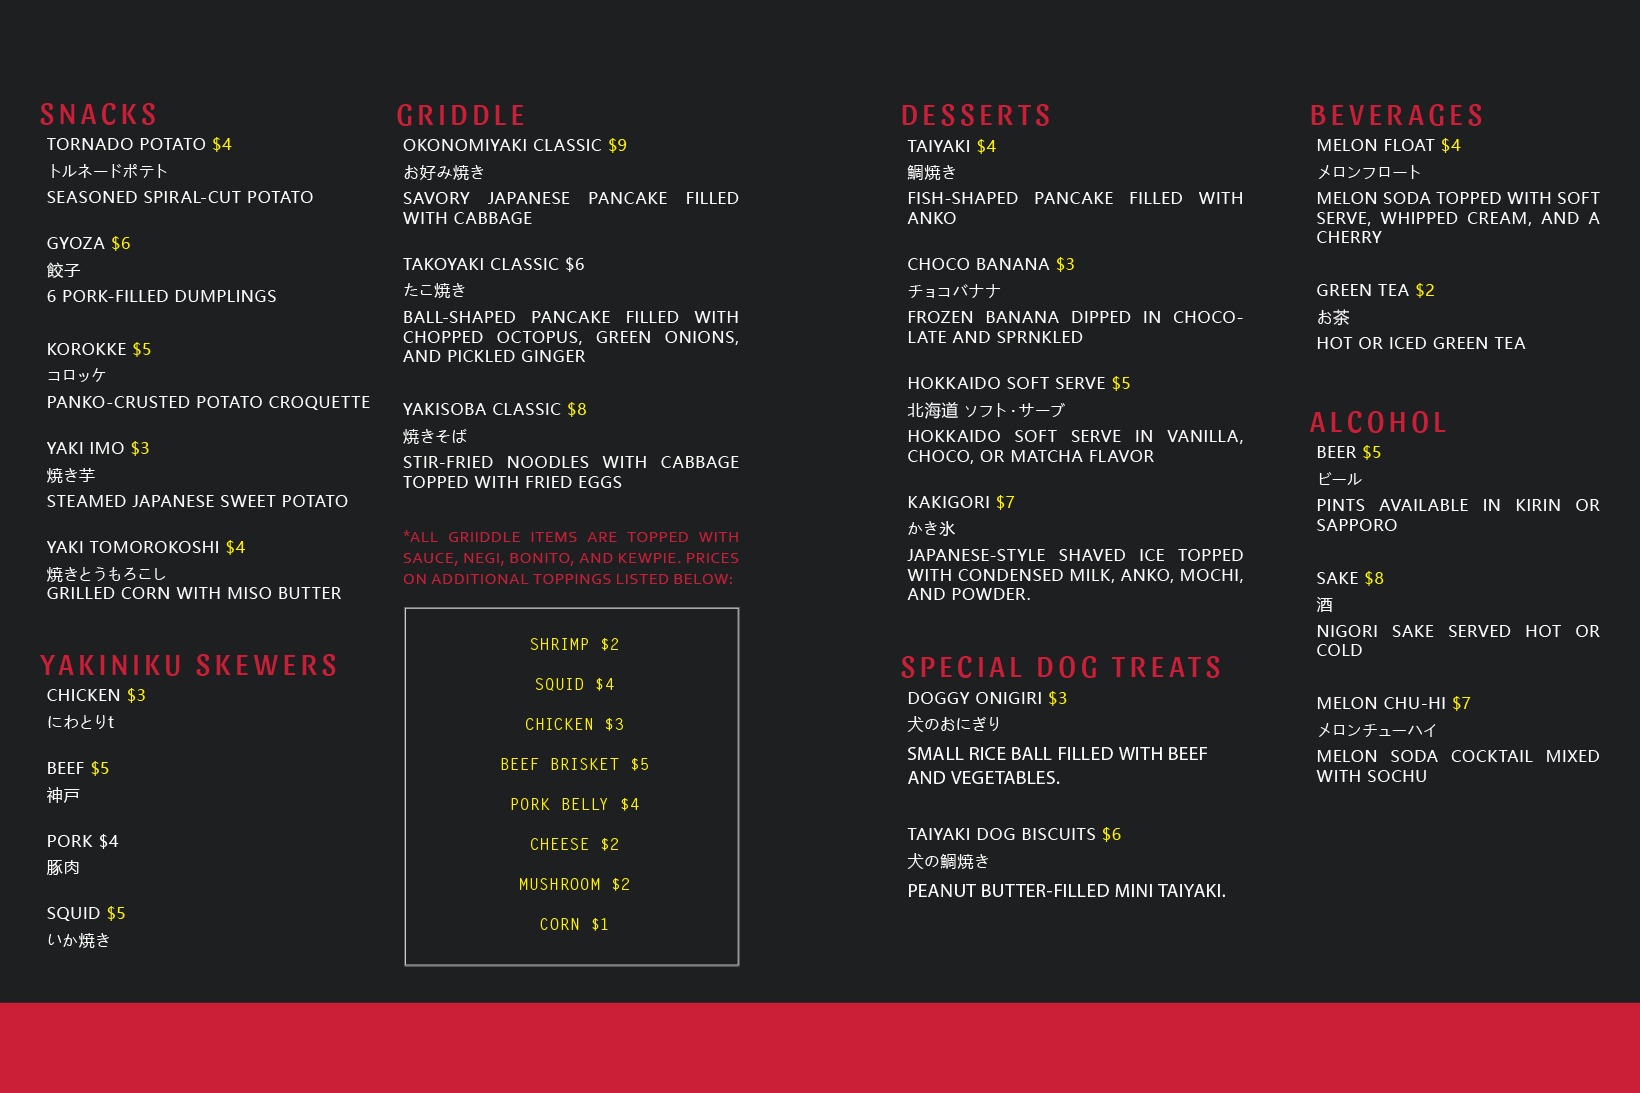 SNACKS
TORNADO POTATO $4
トルネードポテト
SEASONED SPIRAL-CUT POTATO
GYOZA $6
餃子
6 PORK-FILLED DUMPLINGS
KOROKKE $5
コロッケ
PANKO-CRUSTED POTATO CROQUETTE
YAKI IMO $3
焼き芋
STEAMED JAPANESE SWEET POTATO
YAKI TOMOROKOSHI $4
焼きとうもろこし
GRILLED CORN WITH MISO BUTTER
YAKINIKU SKEWERS
CHICKEN $3
にわとりt
BEEF $5
神戸
PORK $4
豚肉
SQUID $5
いか焼き
GRIDDLE
OKONOMIYAKI CLASSIC $9
お好み焼き
SAVORY JAPANESE PANCAKE FILLED
WITH CABBAGE
TAKOYAKI CLASSIC $6
たこ焼き
BALL-SHAPED PANCAKE FILLED WITH
CHOPPED OCTOPUS, GREEN ONIONS,
AND PICKLED GINGER
YAKISOBA CLASSIC $8
焼きそば
STIR-FRIED NOODLES WITH CABBAGE
TOPPED WITH FRIED EGGS
*ALL GRIIDDLE ITEMS ARE TOPPED WITH
SAUCE, NEGI, BONITO, AND KEWPIE. PRICES
ON ADDITIONAL TOPPINGS LISTED BELOW:
SHRIMP $2
SQUID $4
CHICKEN $3
BEEF BRISKET $5
PORK BELLY $4
CHEESE $2
MUSHROOM $2
CORN $1
DESSERTS
TAIYAKI $4
鯛焼き
FISH-SHAPED PANCAKE FILLED WITH
ANKO
CHOCO BANANA $3
チョコバナナ
FROZEN BANANA DIPPED IN CHOCO-
LATE AND SPRNKLED
HOKKAIDO SOFT SERVE $5
北海道 ソフト・サーブ
HOKKAIDO SOFT SERVE IN VANILLA,
CHOCO, OR MATCHA FLAVOR
KAKIGORI $7
かき氷
JAPANESE-STYLE SHAVED ICE TOPPED
WITH CONDENSED MILK, ANKO, MOCHI,
AND POWDER.
SPECIAL DOG TREATS
DOGGY ONIGIRI $3
犬のおにぎり
SMALL RICE BALL FILLED WITH BEEF
AND VEGETABLES.
TAIYAKI DOG BISCUITS $6
犬の鯛焼き
PEANUT BUTTER-FILLED MINI TAIYAKI.
BEVERAGES
MELON FLOAT $4
メロンフロート
MELON SODA TOPPED WITH SOFT
SERVE, WHIPPED CREAM, AND A
CHERRY
GREEN TEA $2
お茶
HOT OR ICED GREEN TEA
ALCOHOL
BEER $5
ビール
PINTS AVAILABLE IN KIRIN OR
SAPPORO
SAKE $8
酒
NIGORI SAKE SERVED HOT OR
COLD
MELON CHU-HI $7
メロンチューハイ
MELON SODA COCKTAIL MIXED
WITH SOCHU